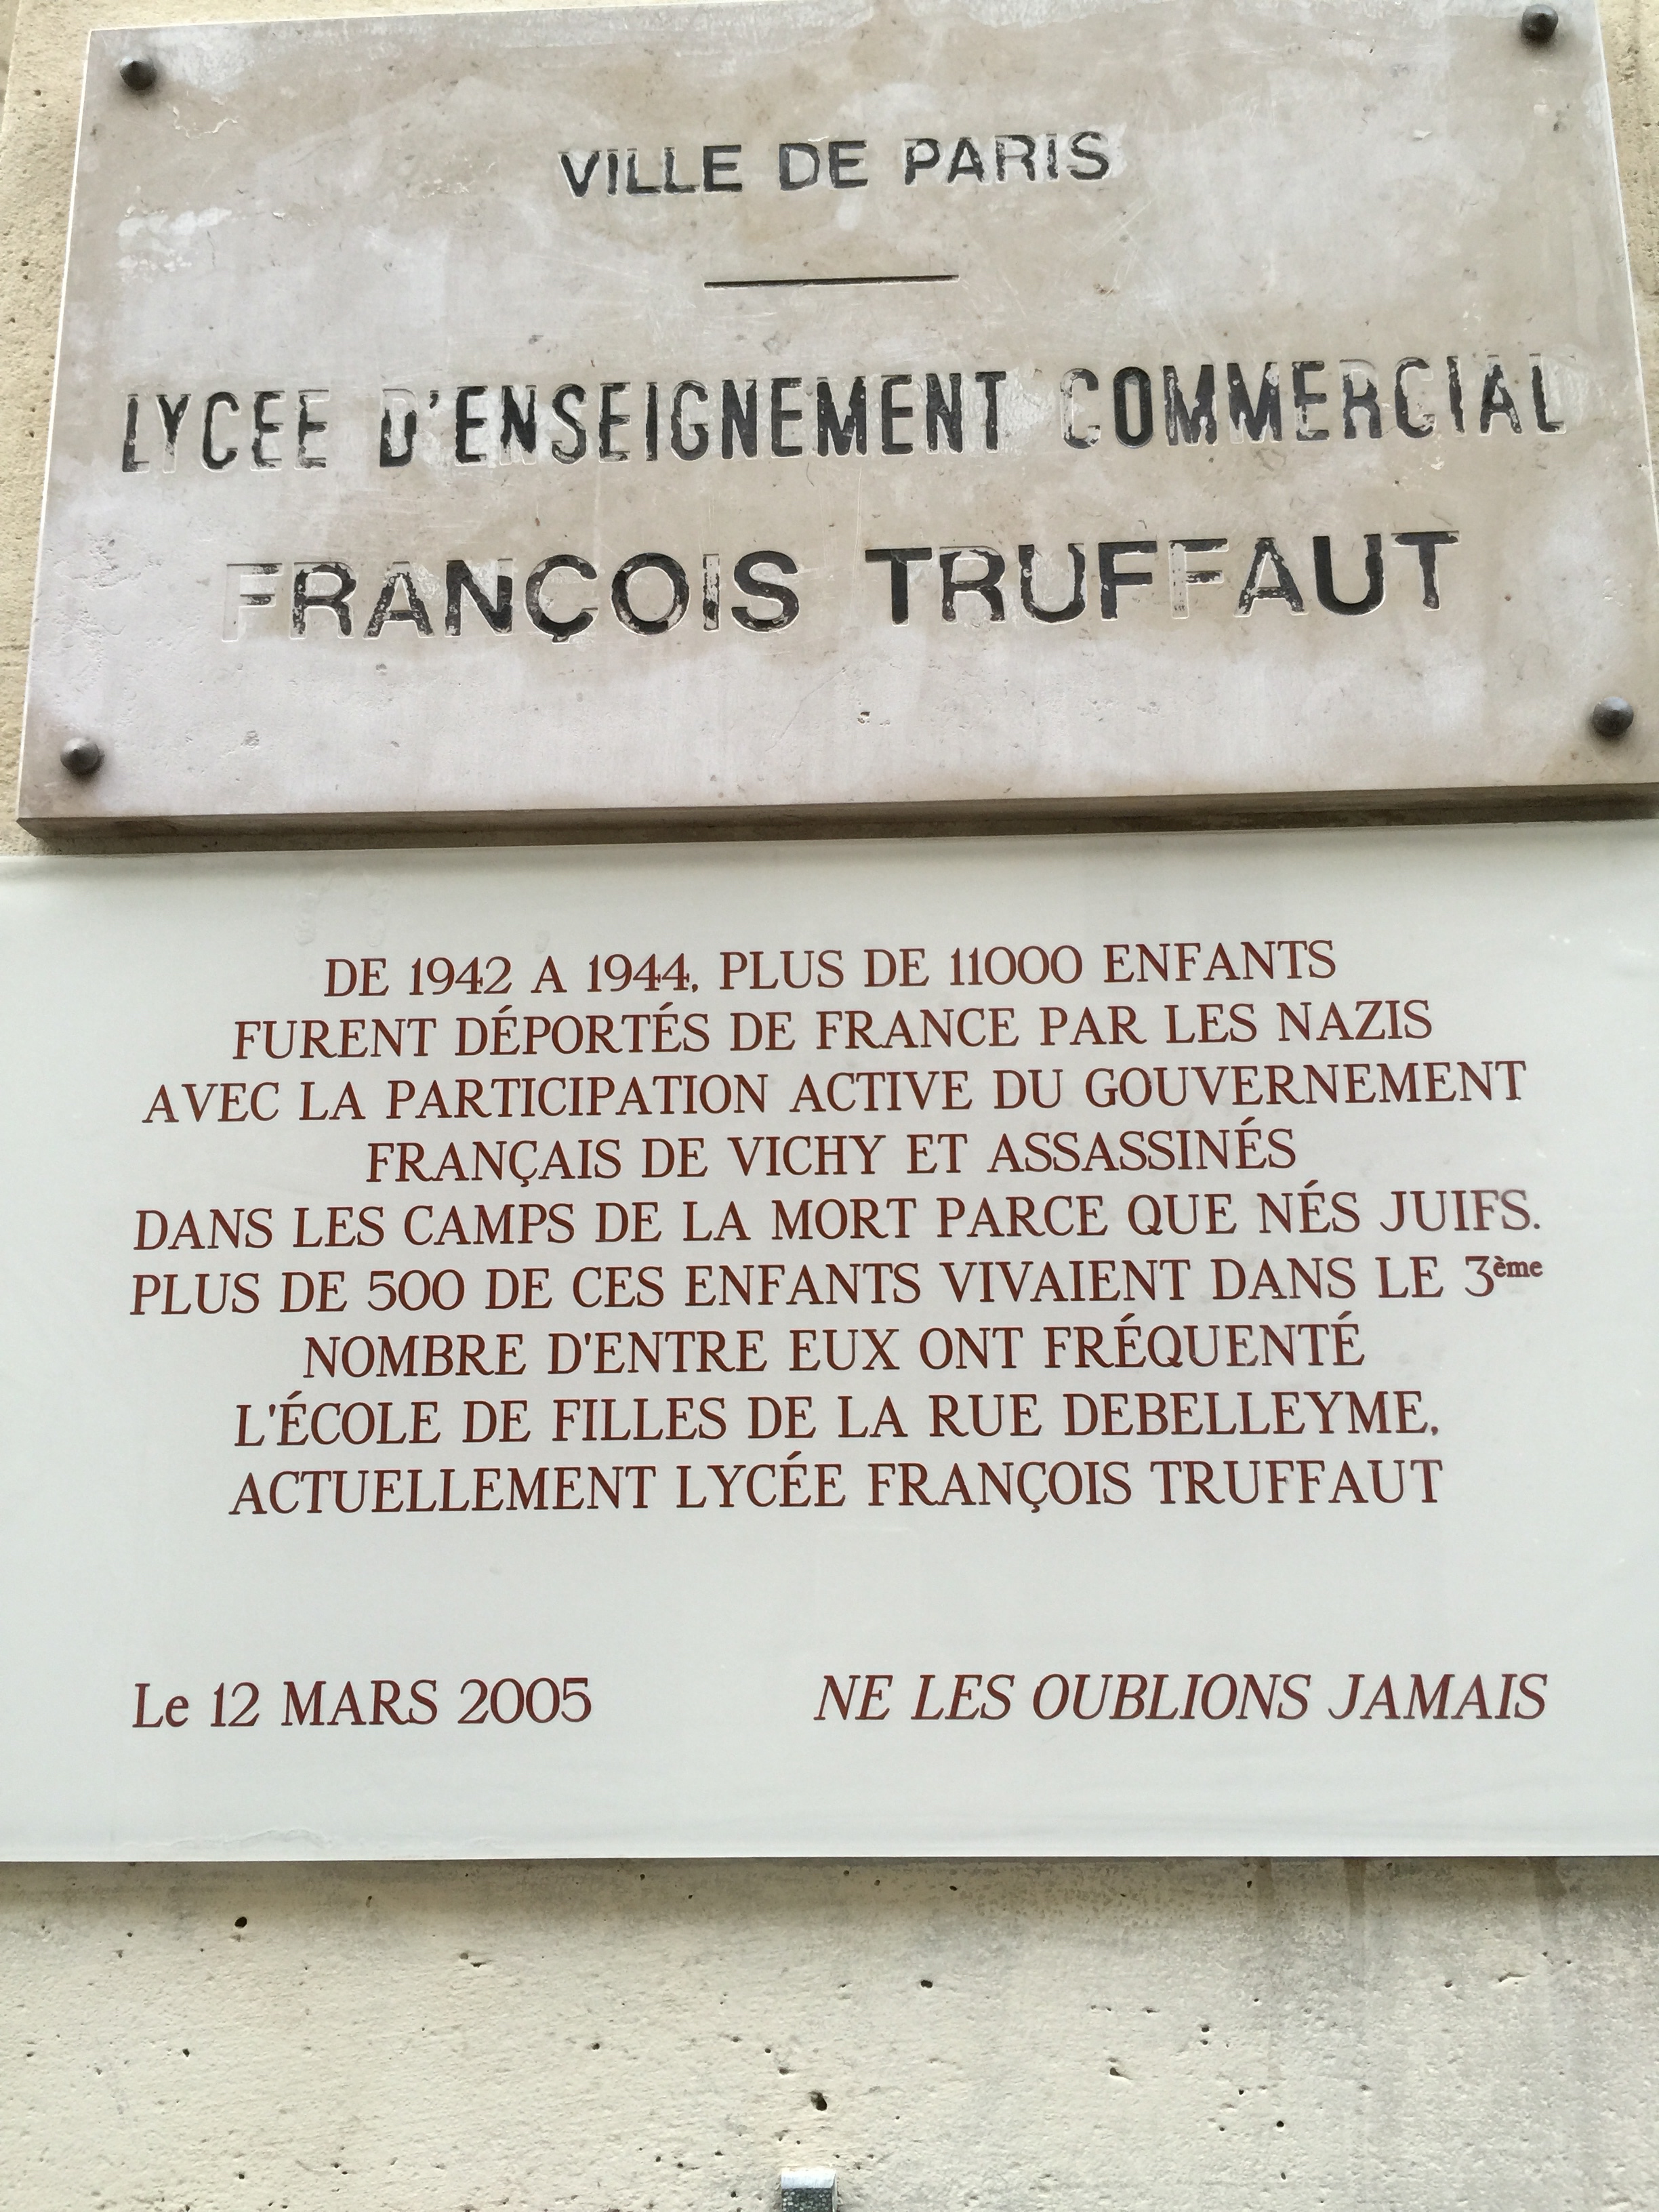 VILLE DE PARIS
LYCEE D'ENSEIGNEMENT COMMERCIAL
FRANÇOIS TRUFFAUT
DE 1942 A 1944, PLUS DE 11000 ENFANTS
FURENT DÉPORTÉS DE FRANCE PAR LES NAZIS
AVEC LA PARTICIPATION ACTIVE DU GOUVERNEMENT
FRANÇAIS DE VICHY ET ASSASSINÉS
DANS LES CAMPS DE LA MORT PARCE QUE NÉS JUIFS.
PLUS DE 500 DE CES ENFANTS VIVAIENT DANS LE 3ème
NOMBRE D'ENTRE EUX ONT FRÉQUENTÉ
L'ÉCOLE DE FILLES DE LA RUE DEBELLEYME,
ACTUELLEMENT LYCÉE FRANÇOIS TRUFFAUT
Le 12 MARS 2005 NE LES OUBLIONS JAMAIS